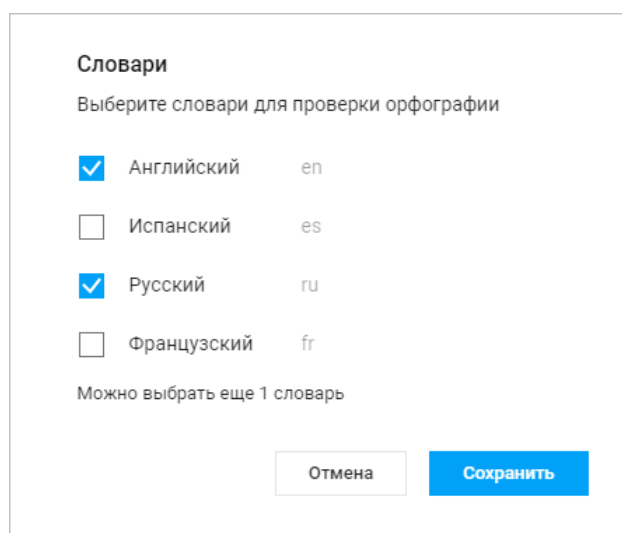 Словари
Выберите словари для проверки орфографии
Английский en
Испанский es
Русский ru
Французский fr
Можно выбрать еще 1 словарь
Отмена Сохранить